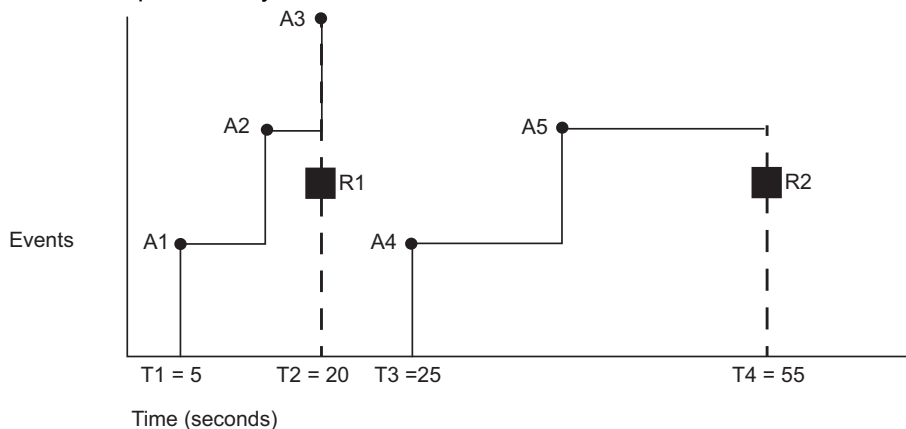 A3
A2
A5
R1
R2
Events
A1
A4
T1 = 5
T2 = 20
T3 =25
T4 = 55
Time (seconds)